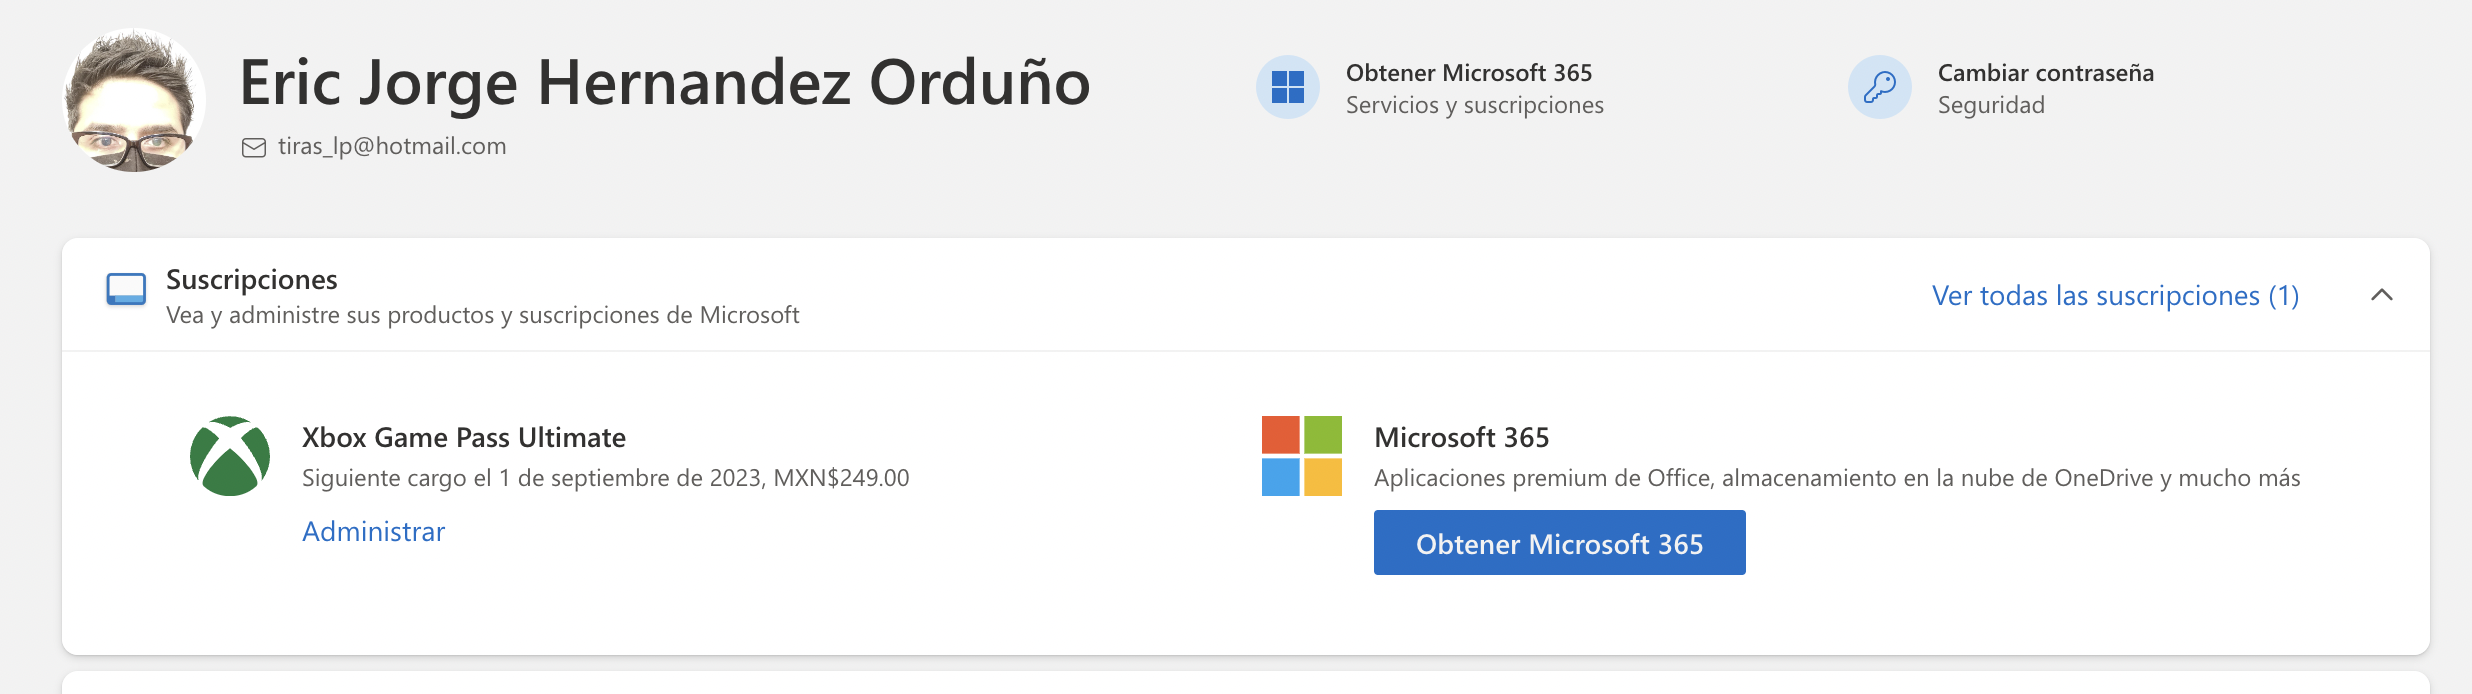 Eric Jorge Hernandez Orduño
tiras_lp@hotmail.com
Obtener Microsoft 365
Servicios y suscripciones
Cambiar contraseña
Seguridad
Suscripciones
Vea y administre sus productos y suscripciones de Microsoft
Ver todas las suscripciones (1)
Xbox Game Pass Ultimate
Siguiente cargo el 1 de septiembre de 2023, MXN$249.00
Administrar
Microsoft 365
Aplicaciones premium de Office, almacenamiento en la nube de OneDrive y mucho más
Obtener Microsoft 365